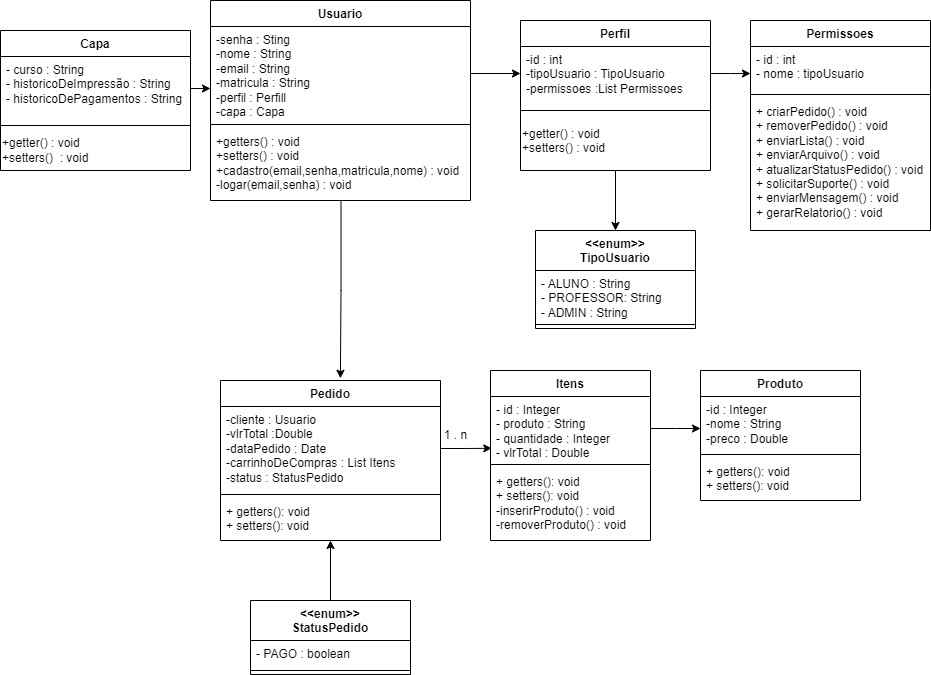 Capa
- curso : String
- historicoDeImpressão : String
- historicoDePagamentos : String
+getter() : void
+setters() : void
Usuario
-senha : Sting
-nome : String
-email : String
-matricula : String
-perfil : Perfill
-capa : Capa
+getters() : void
+setters() : void
+cadastro(email,senha,matricula,nome) : void
-logar(email,senha) : void
Perfil
-id : int
-tipoUsuario : TipoUsuario
-permissoes :List Permissoes
+getter() : void
+setters() : void
Permissoes
- id : int
- nome : tipoUsuario
+ criarPedido() : void
+ removerPedido() : void
+ enviarLista() : void
+ enviarArquivo() : void
+ atualizarStatusPedido() : void
+ solicitarSuporte() : void
+ enviarMensagem() : void
+ gerarRelatorio() : void
<<enum>>
TipoUsuario
- ALUNO : String
- PROFESSOR: String
- ADMIN : String
Pedido
-cliente : Usuario
-vlrTotal :Double
-dataPedido : Date
-carrinhoDeCompras : List Itens
-status : StatusPedido
+ getters(): void
+ setters(): void
1 . n
Itens
- id : Integer
- produto : String
- quantidade : Integer
- vlrTotal : Double
+ getters(): void
+ setters(): void
-inserirProduto() : void
-removerProduto() : void
Produto
-id : Integer
-nome : String
-preco : Double
+ getters(): void
+ setters(): void
<<enum>>
StatusPedido
- PAGO : boolean